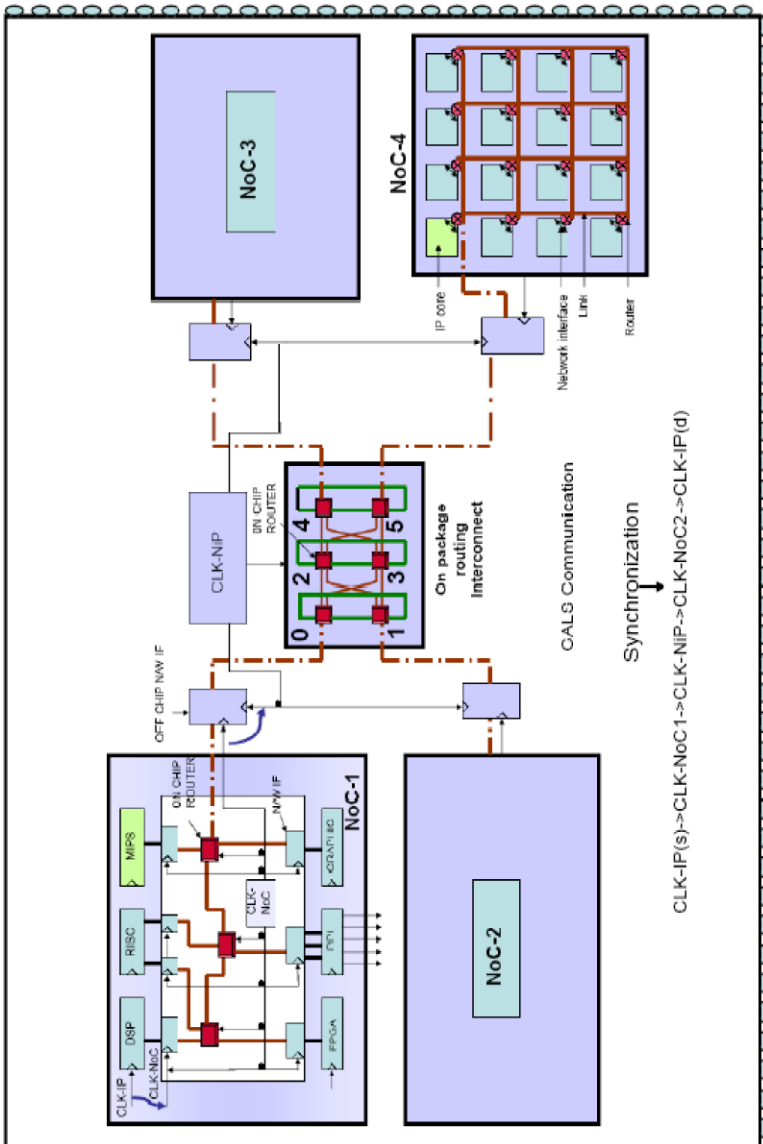 NoC-3
NoC-4
IP core
Network interface
Link
Router
CLK-NiP
ON CHIP
ROUTER
0
2
4
1
3
5
On package
routing
Interconnect
CALS Communication
Synchronization
CLK-IP(s)->CLK-NoC1->CLK-NiP->CLK-NoC2->CLK-IP(d)
OFF CHIP N/W IF
NoC-1
ON CHIP
ROUTER
N/W IF
MIPS
RISC
DSP
CLK-IP
CLK-NoC
CLK-
NoC
GRAPHIC
FPGA
NoC-2